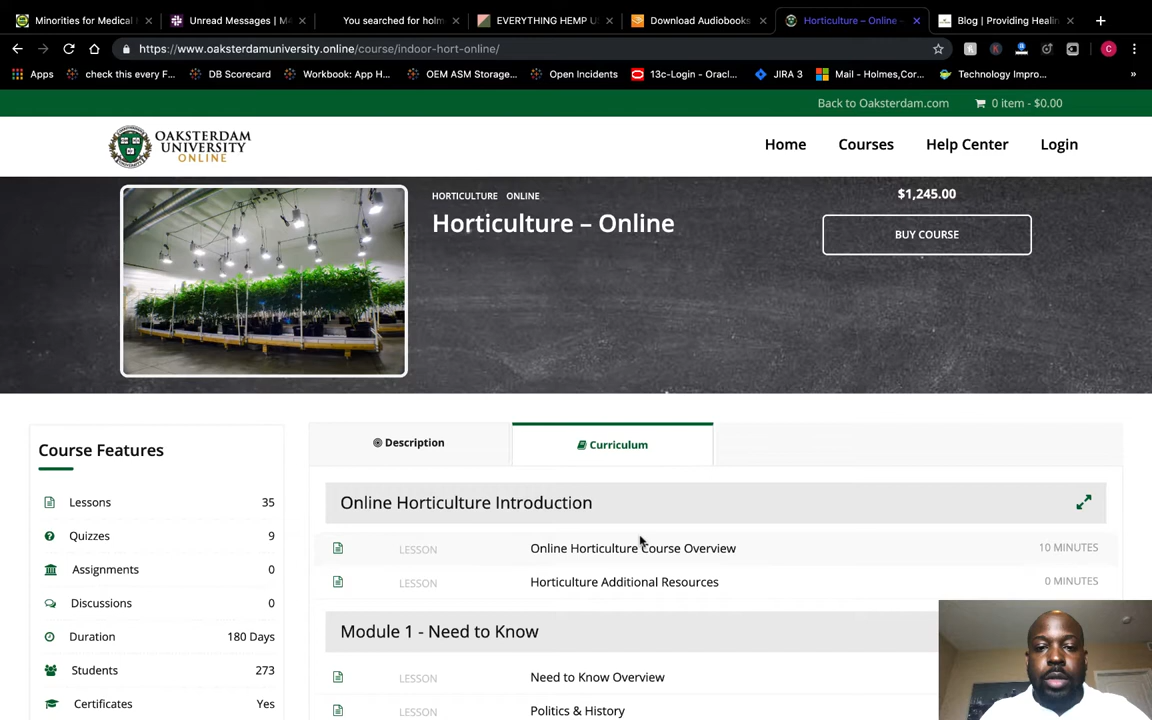 Minorities for Medical
Unread Messages | M
You searched for holm
EVERYTHING HEMP U
Download Audiobooks
Horticulture – Online –
Blog | Providing Healin
https://www.oaksterdamuniversity.online/course/indoor-hort-online/
Apps
check this every F...
DB Scorecard
Workbook: App H...
OEM ASM Storage...
Open Incidents
13c-Login - Oracl...
JIRA 3
Mail - Holmes,Cor...
Technology Impro...
»
Back to Oaksterdam.com
0 item - $0.00
OAKSTERDAM
UNIVERSITY
ONLINE
Home
Courses
Help Center
Login
HORTICULTURE ONLINE
$1,245.00
Horticulture – Online
BUY COURSE
Course Features
Description
Curriculum
Lessons 35
Quizzes 9
Assignments 0
Discussions 0
Duration 180 Days
Students 273
Certificates Yes
Online Horticulture Introduction
LESSON Online Horticulture Course Overview 10 MINUTES
LESSON Horticulture Additional Resources 0 MINUTES
Module 1 - Need to Know
LESSON Need to Know Overview
LESSON Politics & History